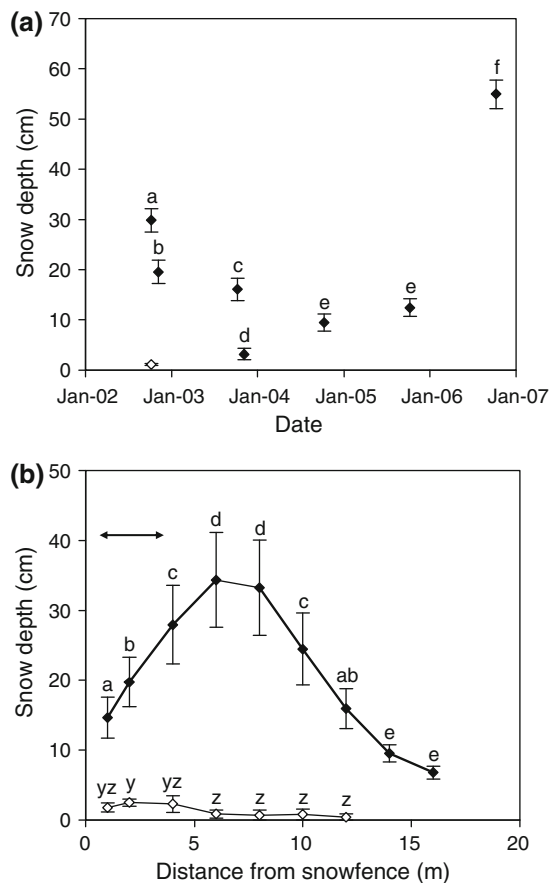 (a)
70
60
50
40
30
20
10
0
Snow depth (cm)
a
b
c
d
e
e
f
Jan-02 Jan-03 Jan-04 Jan-05 Jan-06 Jan-07
Date
(b)
50
40
30
20
10
0
Snow depth (cm)
a
b
c
d
d
c
ab
e
e
yz y yz z z z z
0 5 10 15 20
Distance from snowfence (m)